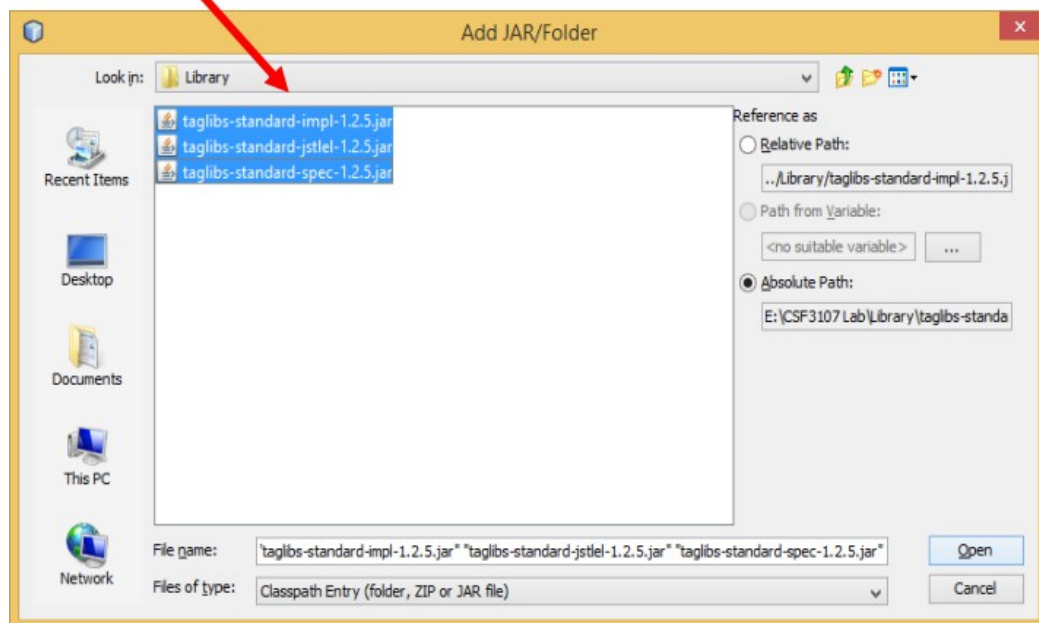 Add JAR/Folder
Look in:
Library
taglibs-standard-impl-1.2.5.jar
taglibs-standard-jstlel-1.2.5.jar
taglibs-standard-spec-1.2.5.jar
Recent Items
Desktop
Documents
This PC
Network
Reference as
Relative Path:
../Library/taglibs-standard-impl-1.2.5.j
Path from Variable:
<no suitable variable>
...
Absolute Path:
E:\CSF3107 Lab\Library\taglibs-standa
File name:
"taglibs-standard-impl-1.2.5.jar" "taglibs-standard-jstlel-1.2.5.jar" "taglibs-standard-spec-1.2.5.jar"
Open
Files of type:
Classpath Entry (folder, ZIP or JAR file)
Cancel